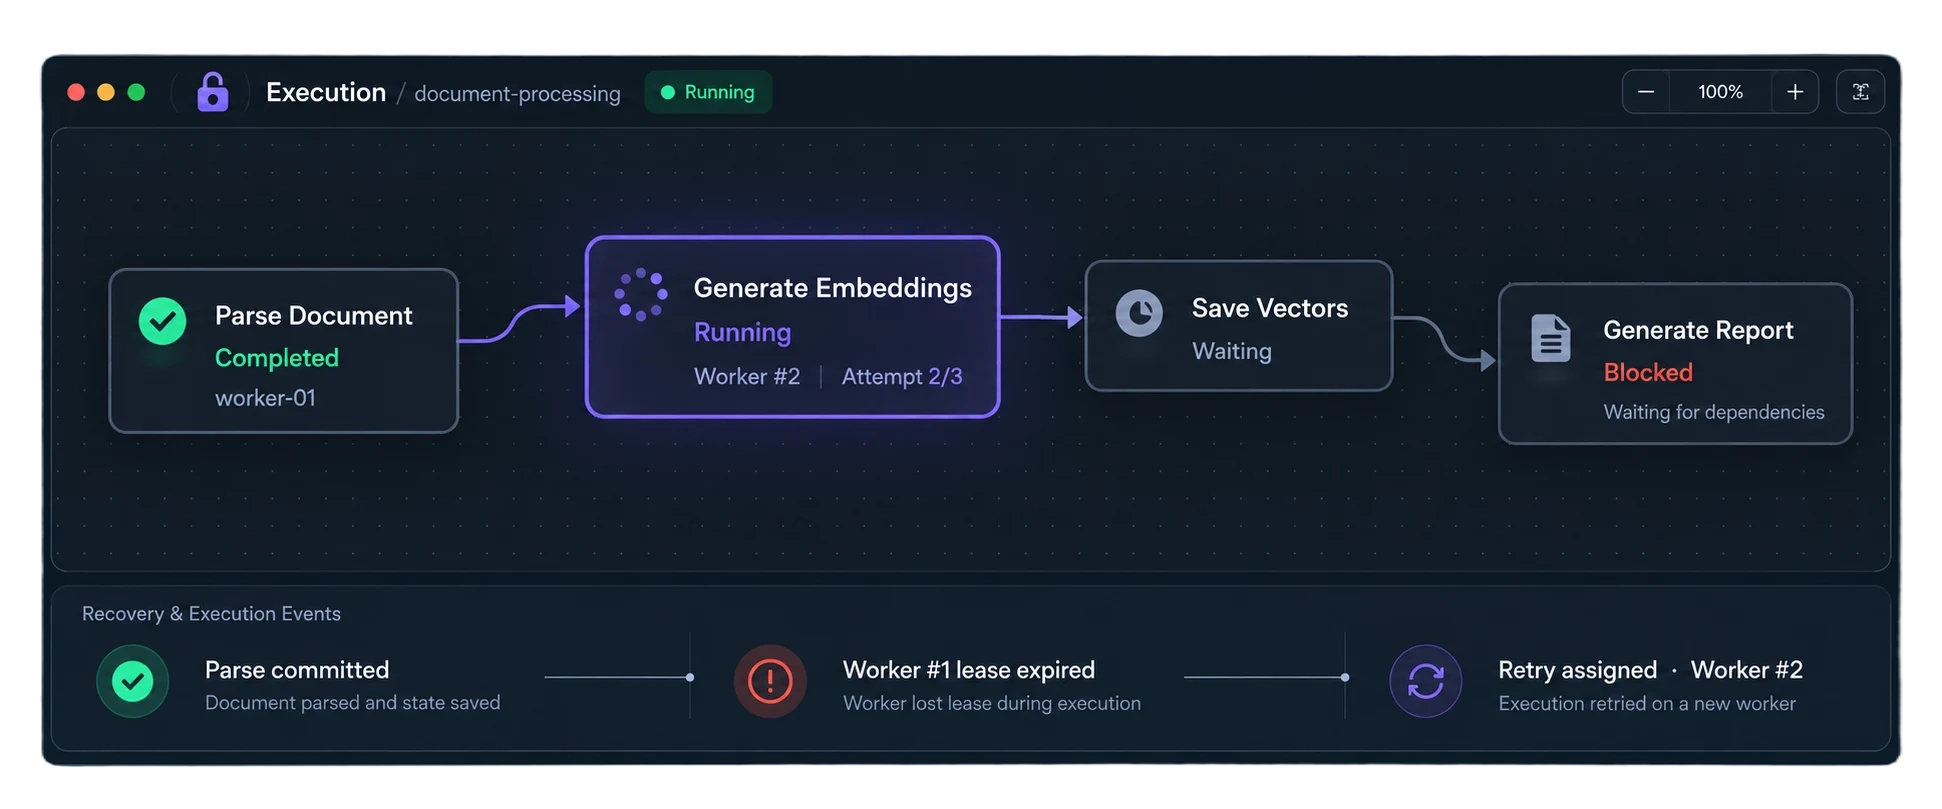 Execution / document-processing
Running
100%
Parse Document
Completed
worker-01
Generate Embeddings
Running
Worker #2 | Attempt 2/3
Save Vectors
Waiting
Generate Report
Blocked
Waiting for dependencies
Recovery & Execution Events
Parse committed
Document parsed and state saved
Worker #1 lease expired
Worker lost lease during execution
Retry assigned · Worker #2
Execution retried on a new worker